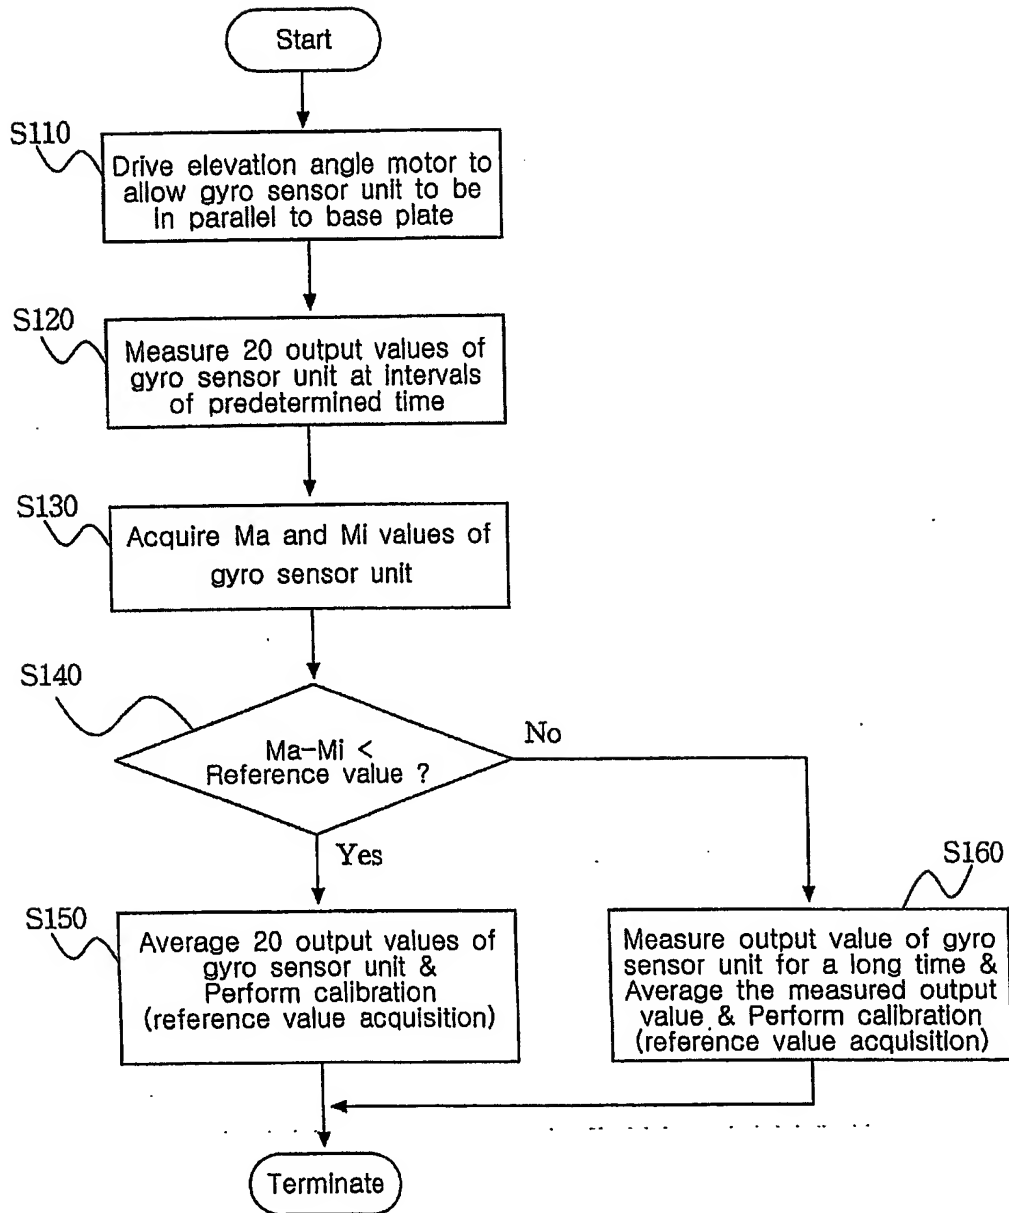 Start
S110
Drive elevation angle motor to
allow gyro sensor unit to be
In parallel to base plate
S120
Measure 20 output values of
gyro sensor unit at intervals
of predetermined time
S130
Acquire Ma and Mi values of
gyro sensor unit
S140
Ma-Mi <
Reference value ?
No
Yes
S150
Average 20 output values of
gyro sensor unit &
Perform calibration
(reference value acquisition)
S160
Measure output value of gyro
sensor unit for a long time &
Average the measured output
value & Perform calibration
(reference value acquisition)
Terminate